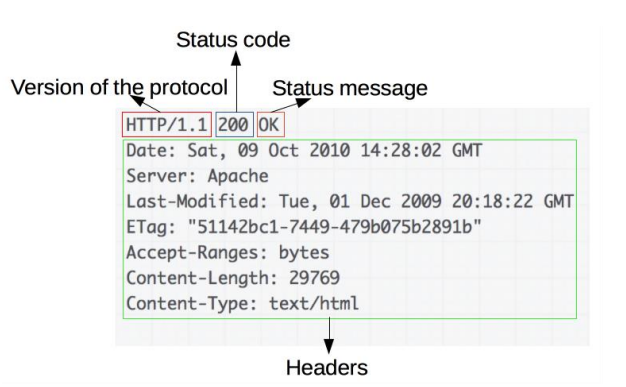 Status code
Version of the protocol Status message
HTTP/1.1 200 OK
Date: Sat, 09 Oct 2010 14:28:02 GMT
Server: Apache
Last-Modified: Tue, 01 Dec 2009 20:18:22 GMT
ETag: "51142bc1-7449-479b075b2891b"
Accept-Ranges: bytes
Content-Length: 29769
Content-Type: text/html
Headers